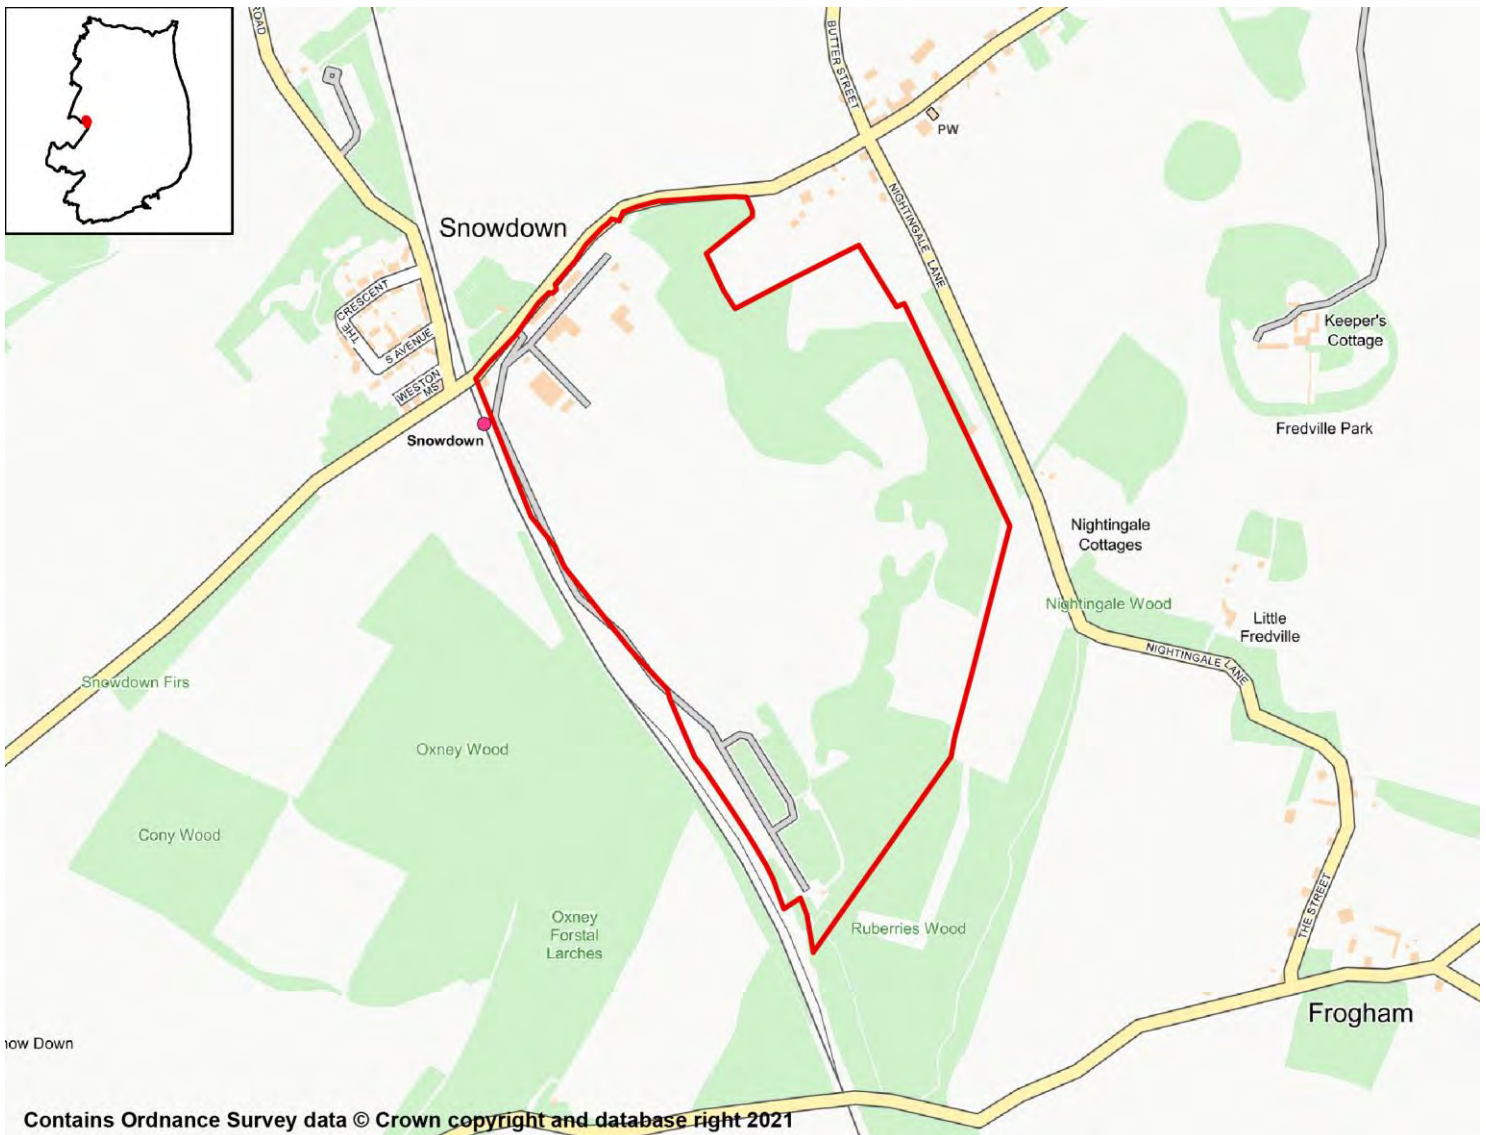 ROAD
BUTTER STREET
PW
NIGHTINGALE LANE
Snowdown
THE CRESCENT
S AVENUE
WESTON
MS
Snowdown
Keeper's
Cottage
Fredville Park
Nightingale
Cottages
Nightingale Wood
Little
Fredville
NIGHTINGALE LANE
Snowdown Firs
Oxney Wood
Cony Wood
Oxney
Forstal
Larches
Ruberries Wood
THE STREET
Frogham
now Down
Contains Ordnance Survey data © Crown copyright and database right 2021